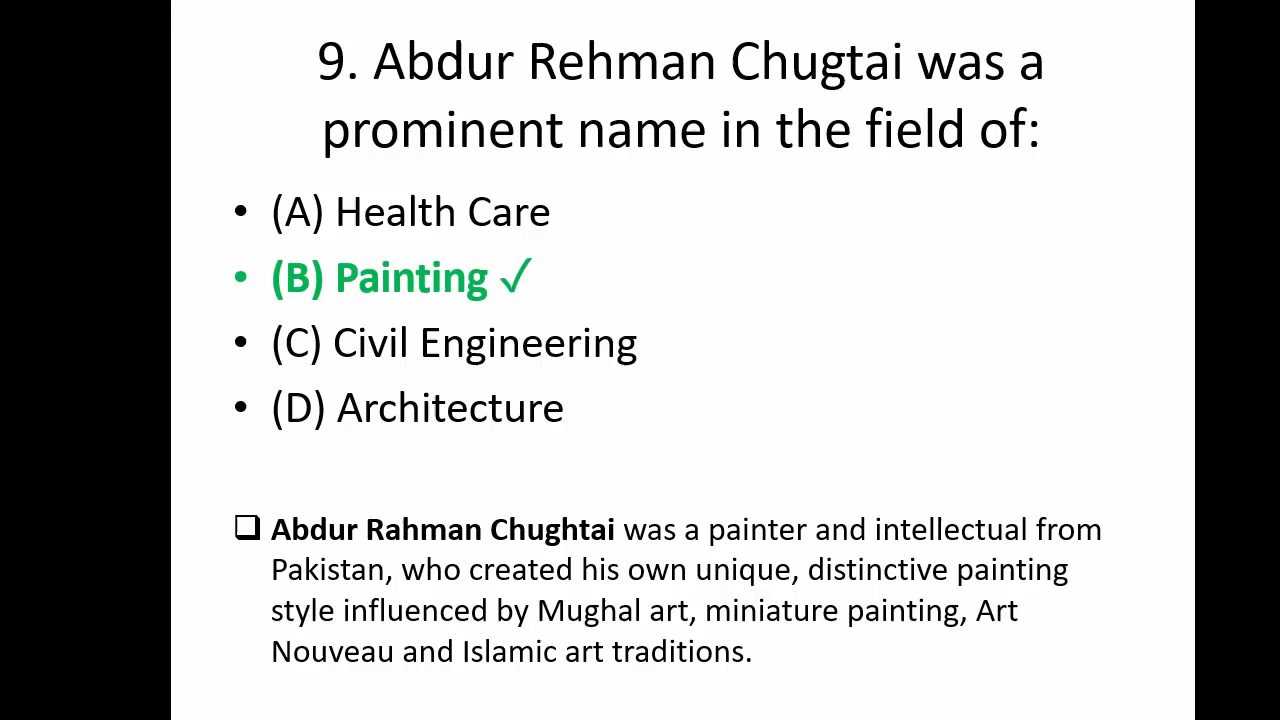 9. Abdur Rehman Chugtai was a
prominent name in the field of:
• (A) Health Care
• (B) Painting ✓
• (C) Civil Engineering
• (D) Architecture
❑ Abdur Rahman Chughtai was a painter and intellectual from
Pakistan, who created his own unique, distinctive painting
style influenced by Mughal art, miniature painting, Art
Nouveau and Islamic art traditions.